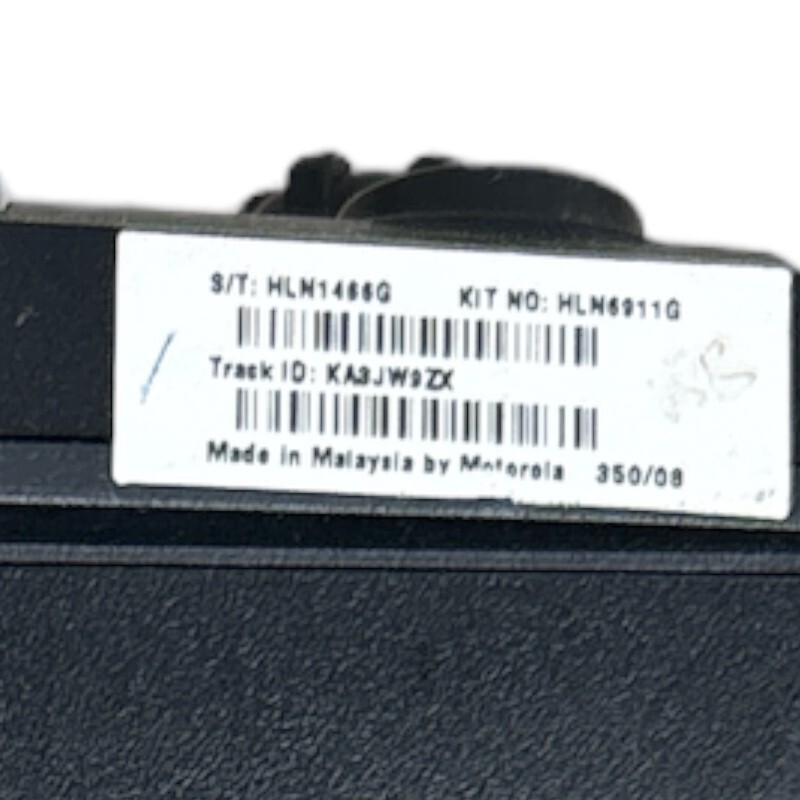 S/T: HLN1466G KIT NO: HLN6911G
Track ID: KA3JW9ZX
Made in Malaysia by Motorola 350/08